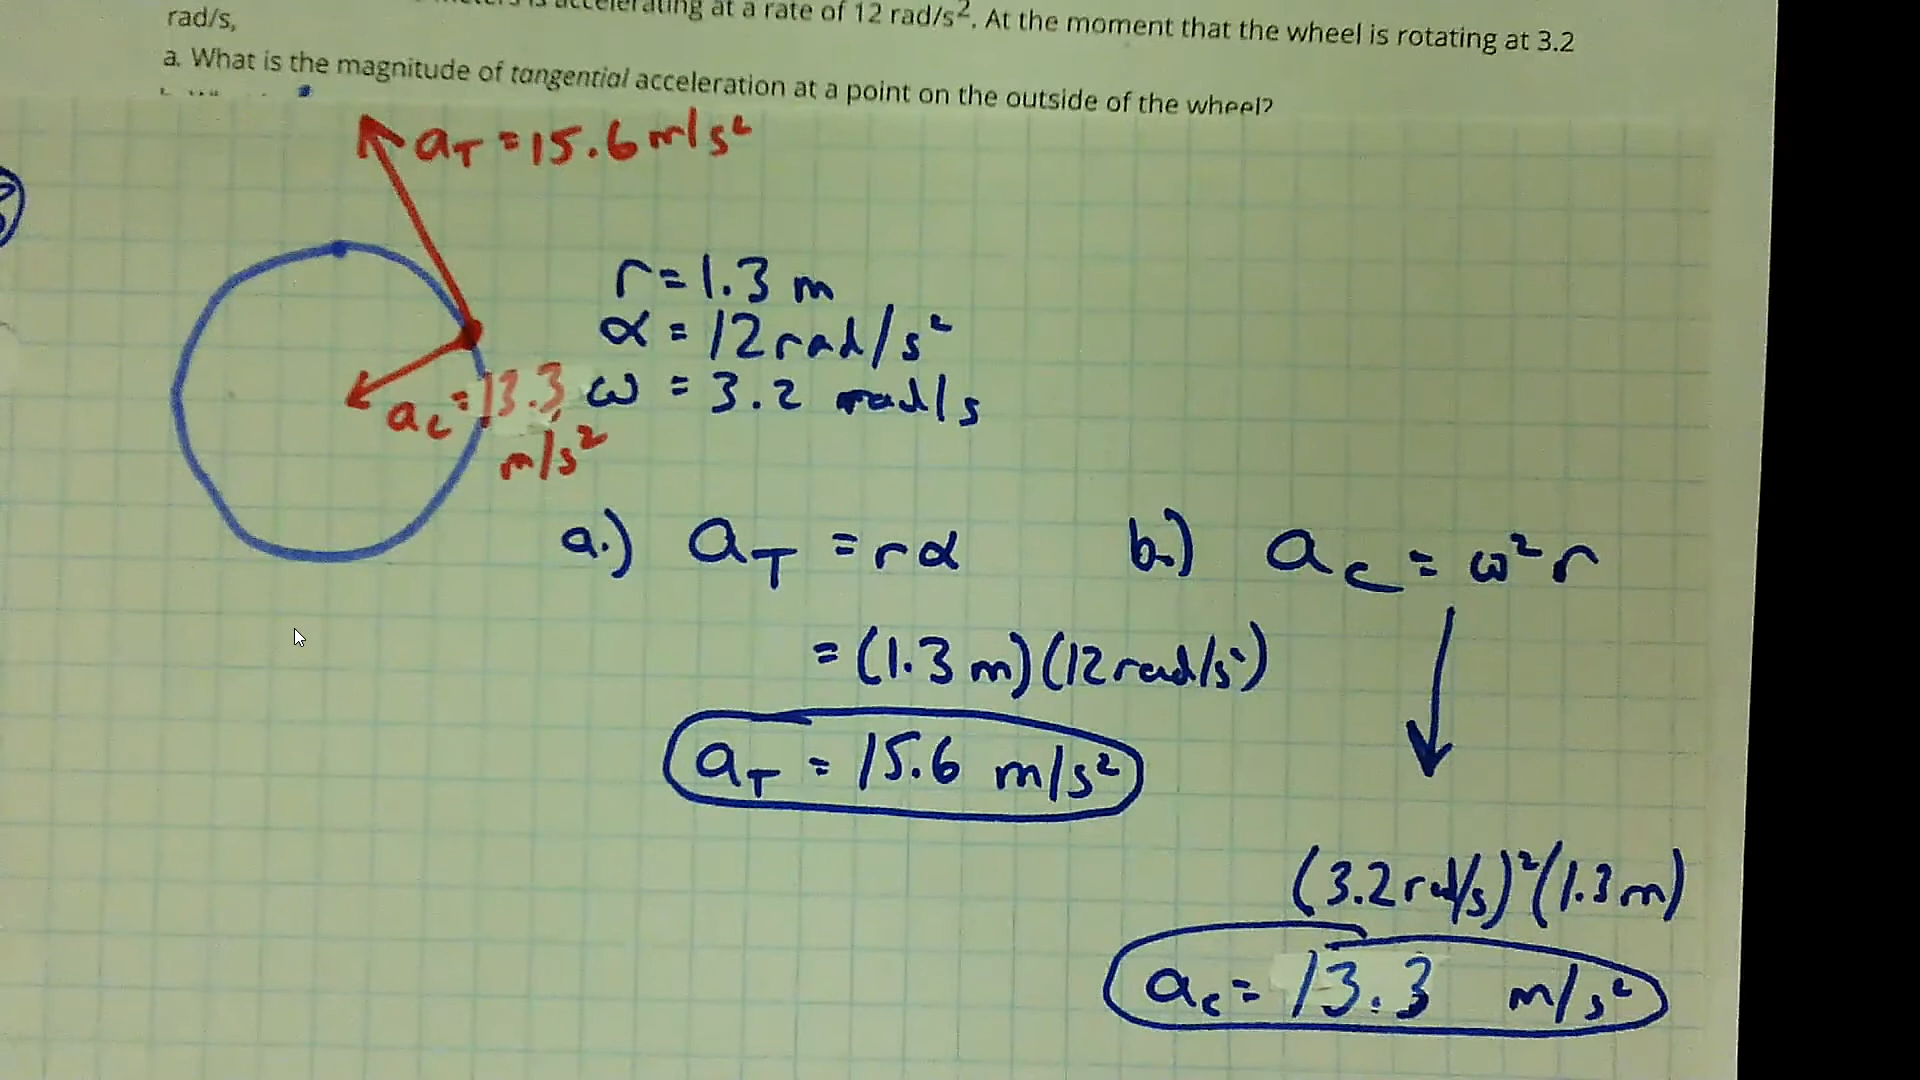 accelerating at a rate of 12 rad/s². At the moment that the wheel is rotating at 3.2
rad/s,
a. What is the magnitude of tangential acceleration at a point on the outside of the wheel?
aT = 15.6 m/s²
r = 1.3 m
α = 12 rad/s²
ω = 3.2 rad/s
ac = 13.3
m/s²
a.) aT = rα
= (1.3 m)(12 rad/s²)
aT = 15.6 m/s²
b.) ac = ω²r
(3.2 rad/s)²(1.3 m)
ac = 13.3 m/s²